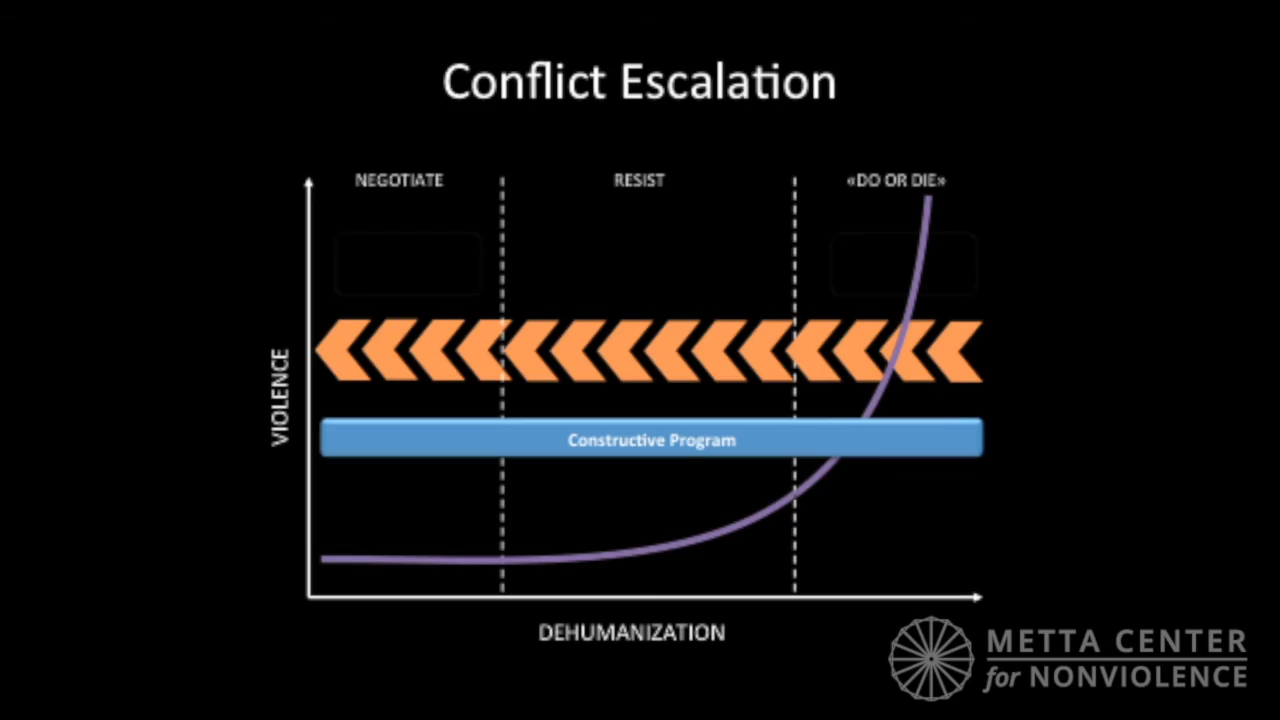 Conflict Escalation
NEGOTIATE
RESIST
«DO OR DIE»
VIOLENCE
Constructive Program
DEHUMANIZATION
METTA CENTER
for NONVIOLENCE